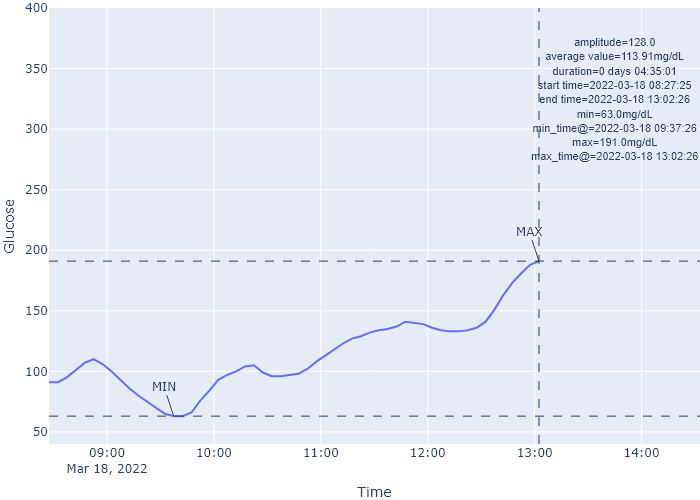 400
350
300
250
200
150
100
50
Glucose
amplitude=128.0
average value=113.91mg/dL
duration=0 days 04:35:01
start time=2022-03-18 08:27:25
end time=2022-03-18 13:02:26
min=63.0mg/dL
min_time@=2022-03-18 09:37:26
max=191.0mg/dL
max_time@=2022-03-18 13:02:26
MAX
MIN
09:00 10:00 11:00 12:00 13:00 14:00
Mar 18, 2022
Time